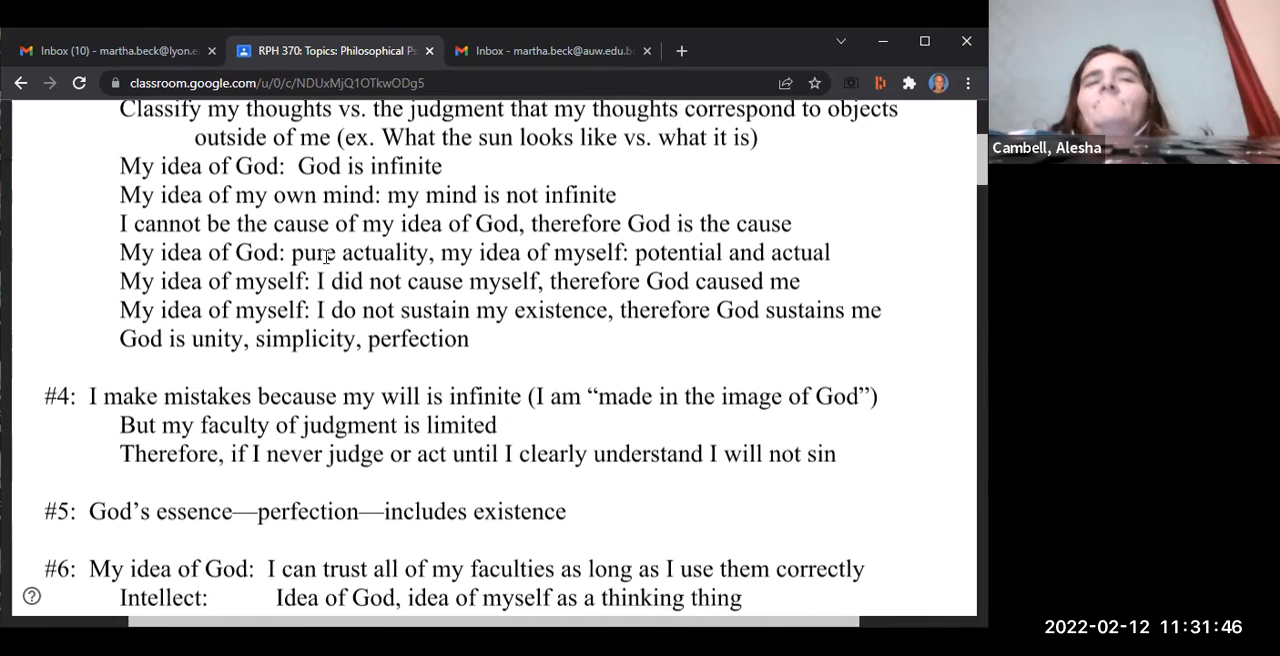 Inbox (10) - martha.beck@lyon.e
RPH 370: Topics: Philosophical Ps
Inbox - martha.beck@auw.edu.b
classroom.google.com/u/0/c/NDUxMjQ1OTkwODg5
Classify my thoughts vs. the judgment that my thoughts correspond to objects
outside of me (ex. What the sun looks like vs. what it is)
My idea of God:  God is infinite
My idea of my own mind: my mind is not infinite
I cannot be the cause of my idea of God, therefore God is the cause
My idea of God: pure actuality, my idea of myself: potential and actual
My idea of myself: I did not cause myself, therefore God caused me
My idea of myself: I do not sustain my existence, therefore God sustains me
God is unity, simplicity, perfection
#4:  I make mistakes because my will is infinite (I am “made in the image of God”)
But my faculty of judgment is limited
Therefore, if I never judge or act until I clearly understand I will not sin
#5:  God’s essence—perfection—includes existence
#6:  My idea of God:  I can trust all of my faculties as long as I use them correctly
Intellect:  Idea of God, idea of myself as a thinking thing
Cambell, Alesha
2022-02-12 11:31:46